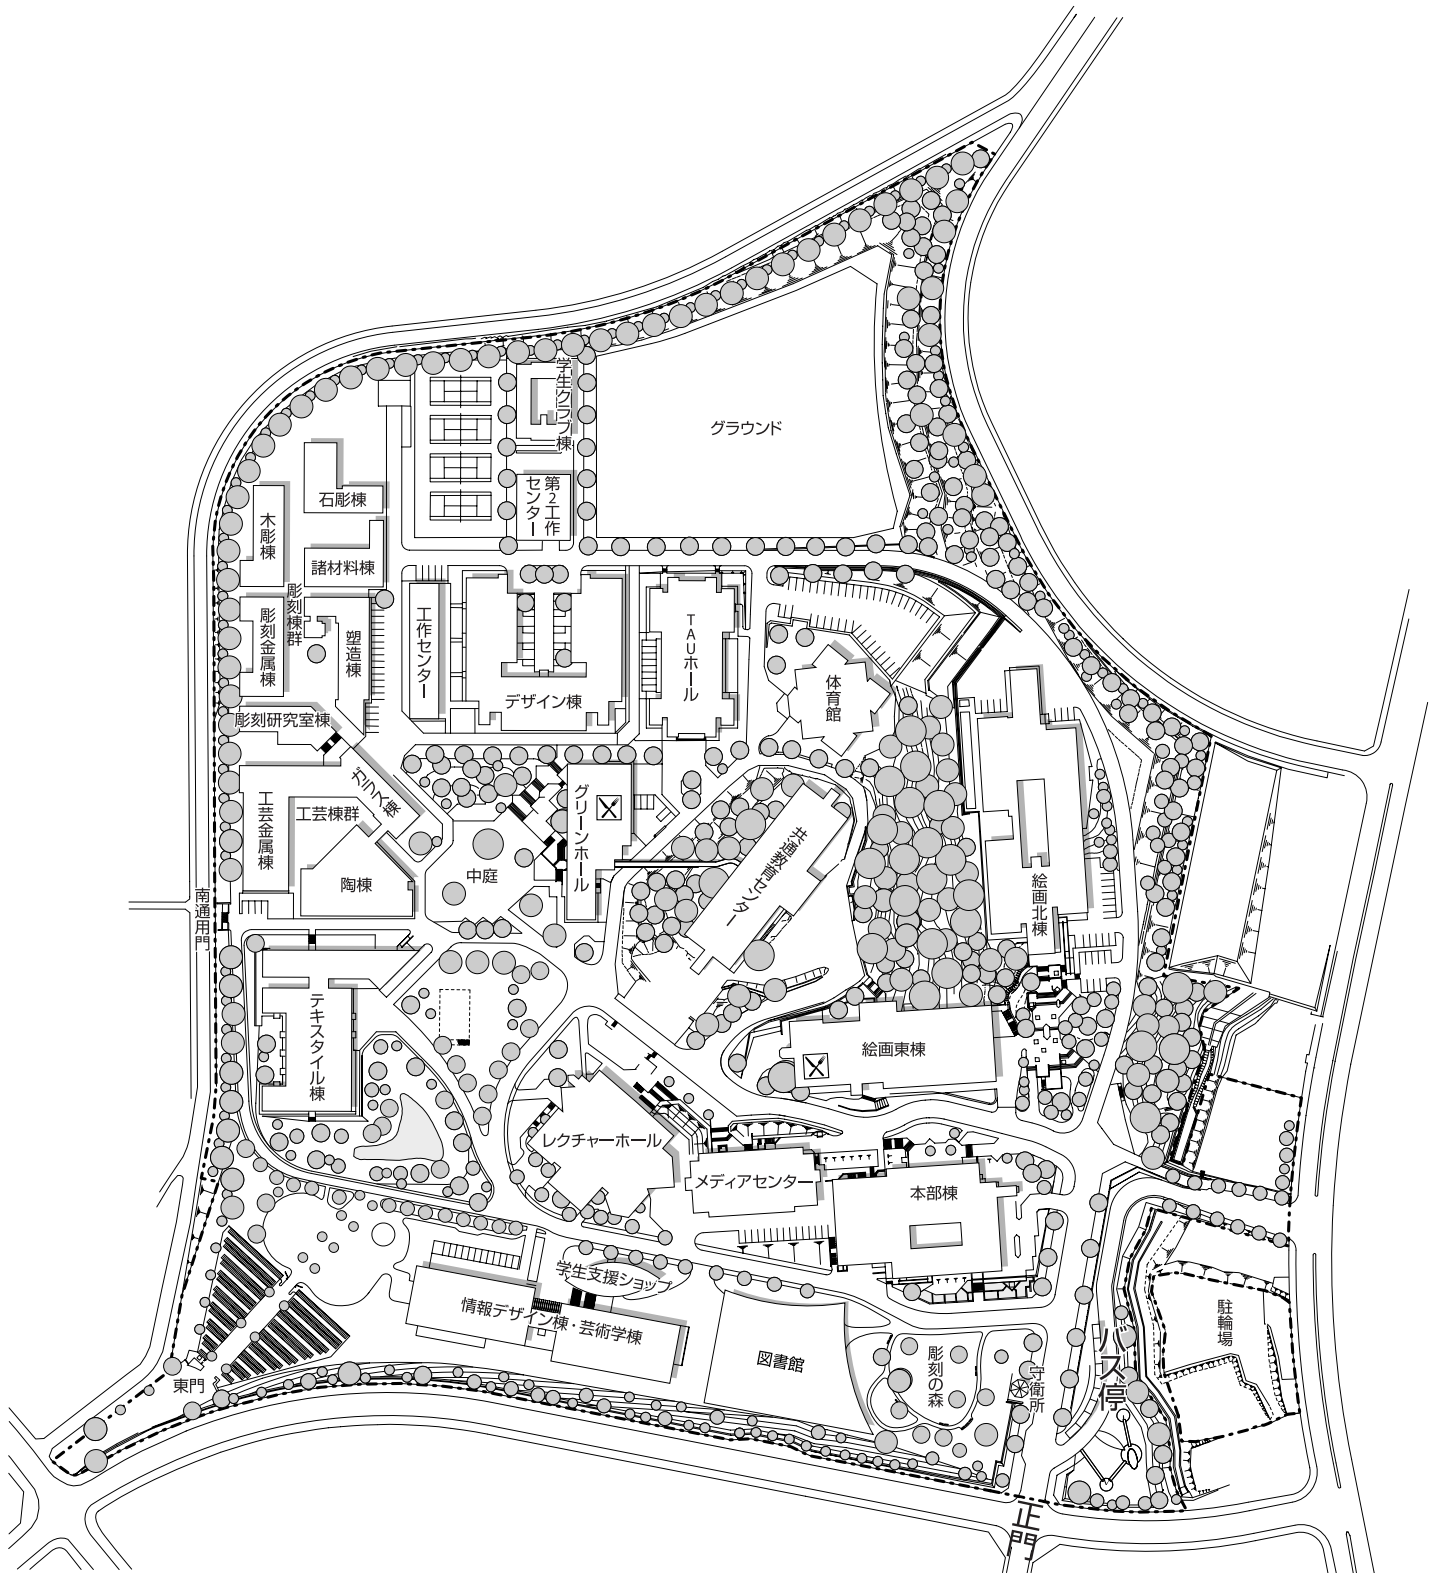 学生クラブ棟
グラウンド
第2工作
センター
石彫棟
木彫棟
諸材料棟
彫刻棟群
彫刻金属棟
塑造棟
工作センター
デザイン棟
TAUホール
体育館
彫刻研究室棟
ガラス棟
工芸棟群
工芸金属棟
陶棟
中庭
グリーンホール
共通教育センター
絵画北棟
南通用門
テキスタイル棟
絵画東棟
レクチャーホール
メディアセンター
本部棟
学生支援ショップ
情報デザイン棟・芸術学棟
図書館
彫刻の森
守衛所
バス停
駐輪場
東門
正門